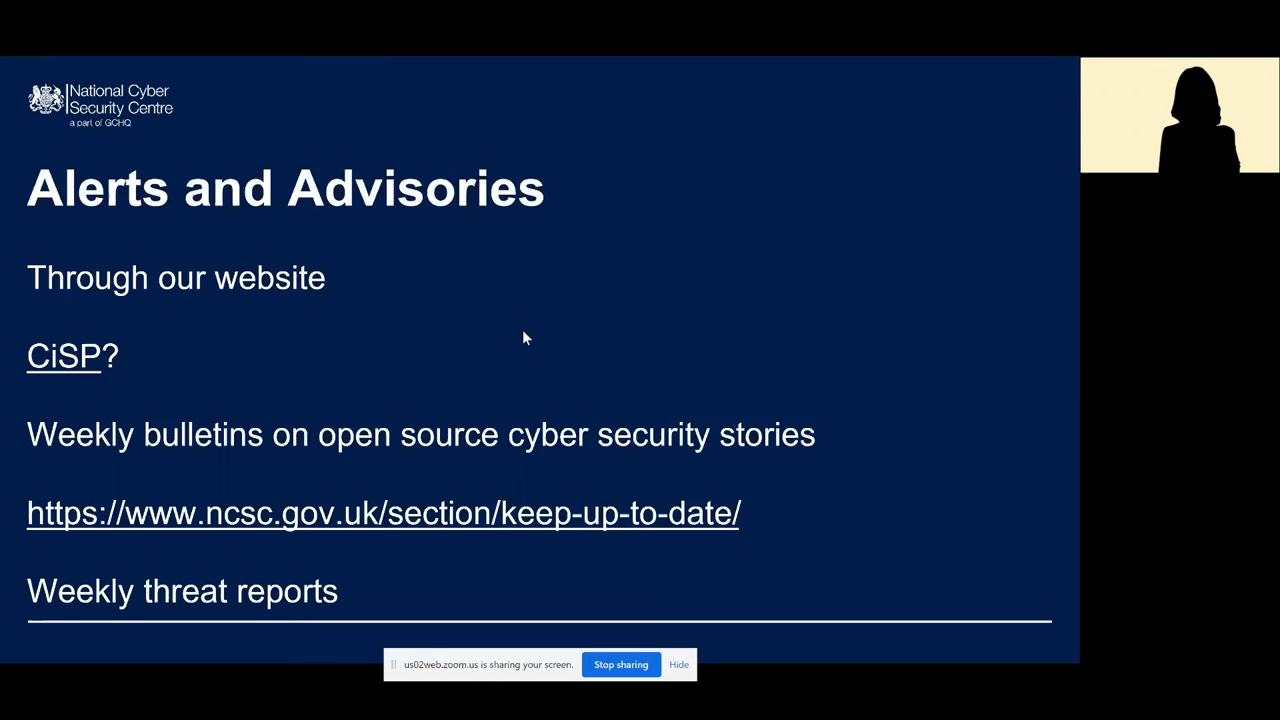 National Cyber
Security Centre
a part of GCHQ
Alerts and Advisories
Through our website
CiSP?
Weekly bulletins on open source cyber security stories
https://www.ncsc.gov.uk/section/keep-up-to-date/
Weekly threat reports
us02web.zoom.us is sharing your screen. Stop sharing Hide